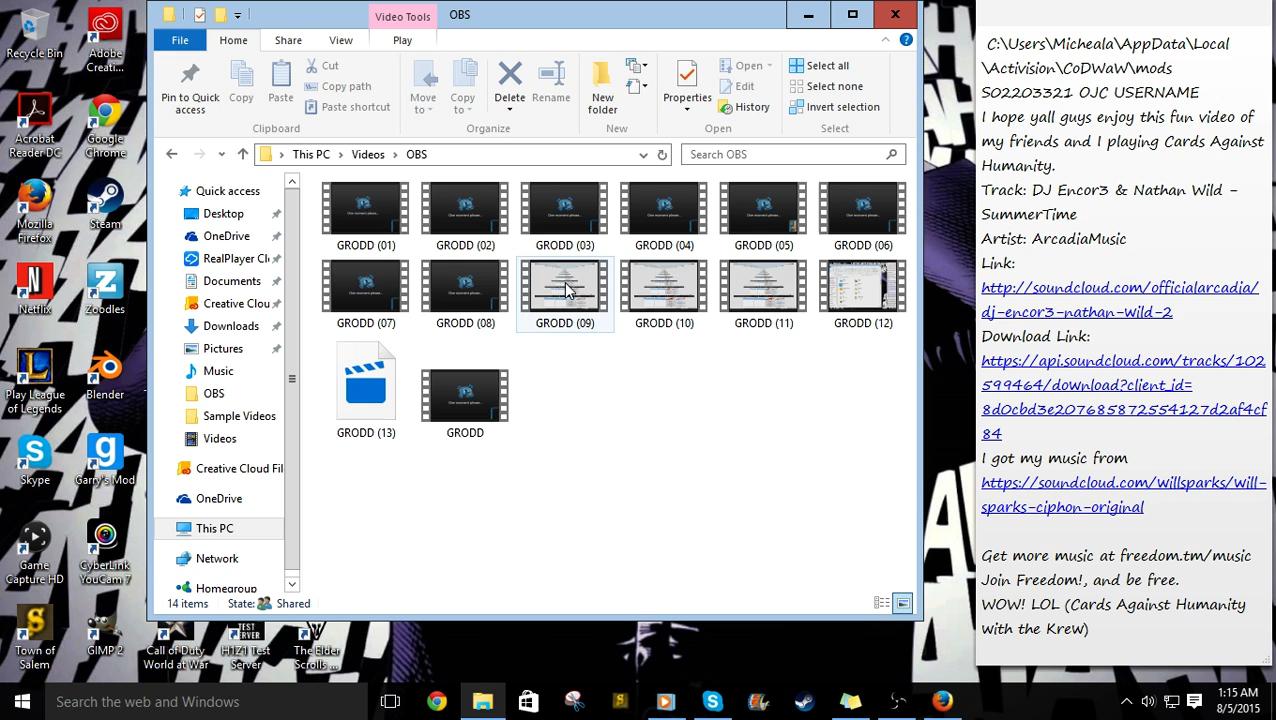 Recycle Bin
Adobe Creati...
Acrobat Reader DC
Google Chrome
Mozilla Firefox
Steam
Netflix
Zoodles
Play League of Legends
Blender
Skype
Garry's Mod
Game Capture HD
CyberLink YouCam 7
Town of Salem
GIMP 2
Call of Duty World at War
H1Z1 Test Server
The Elder Scrolls ...
TEST SERVER
Video Tools
OBS
File
Home
Share
View
Play
Pin to Quick access
Copy
Paste
Cut
Copy path
Paste shortcut
Clipboard
Move to
Copy to
Delete
Rename
Organize
New folder
New
Properties
Open
Edit
History
Open
Select all
Select none
Invert selection
Select
This PC
Videos
OBS
Search OBS
Quick access
Desktop
OneDrive
RealPlayer Clo
Documents
Creative Clou
Downloads
Pictures
Music
OBS
Sample Videos
Videos
Creative Cloud Fil
OneDrive
This PC
Network
Homegroup
GRODD (01)
GRODD (02)
GRODD (03)
GRODD (04)
GRODD (05)
GRODD (06)
GRODD (07)
GRODD (08)
GRODD (09)
GRODD (10)
GRODD (11)
GRODD (12)
GRODD (13)
GRODD
14 items
State:
Shared
C:\Users\Micheala\AppData\Local
\Activision\CoDWaW\mods
SO2203321 OJC USERNAME
I hope yall guys enjoy this fun video of
my friends and I playing Cards Against
Humanity.
Track: DJ Encor3 & Nathan Wild -
SummrTime
Artist: ArcadiaMusic
Link:
http://soundcloud.com/officialarcadia/
dj-encor3-nathan-wild-2
Download Link:
https://api.soundcloud.com/tracks/102
599464/download?client_id=
8d0cbd3e207685872554127d2af4cf
84
I got my music from
https://soundcloud.com/willsparks/will-
sparks-ciphon-original
Get more music at freedom.tm/music
Join Freedom!, and be free.
WOW! LOL (Cards Against Humanity
with the Krew)
Search the web and Windows
1:15 AM
8/5/2015